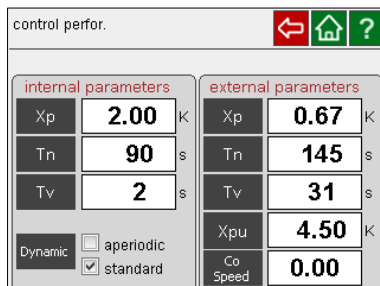 control perfor.
?
internal parameters
Xp 2.00 K
Tn 90 s
Tv 2 s
Dynamic
aperiodic
standard
external parameters
Xp 0.67 K
Tn 145 s
Tv 31 s
Xpu 4.50 K
Co
Speed
0.00